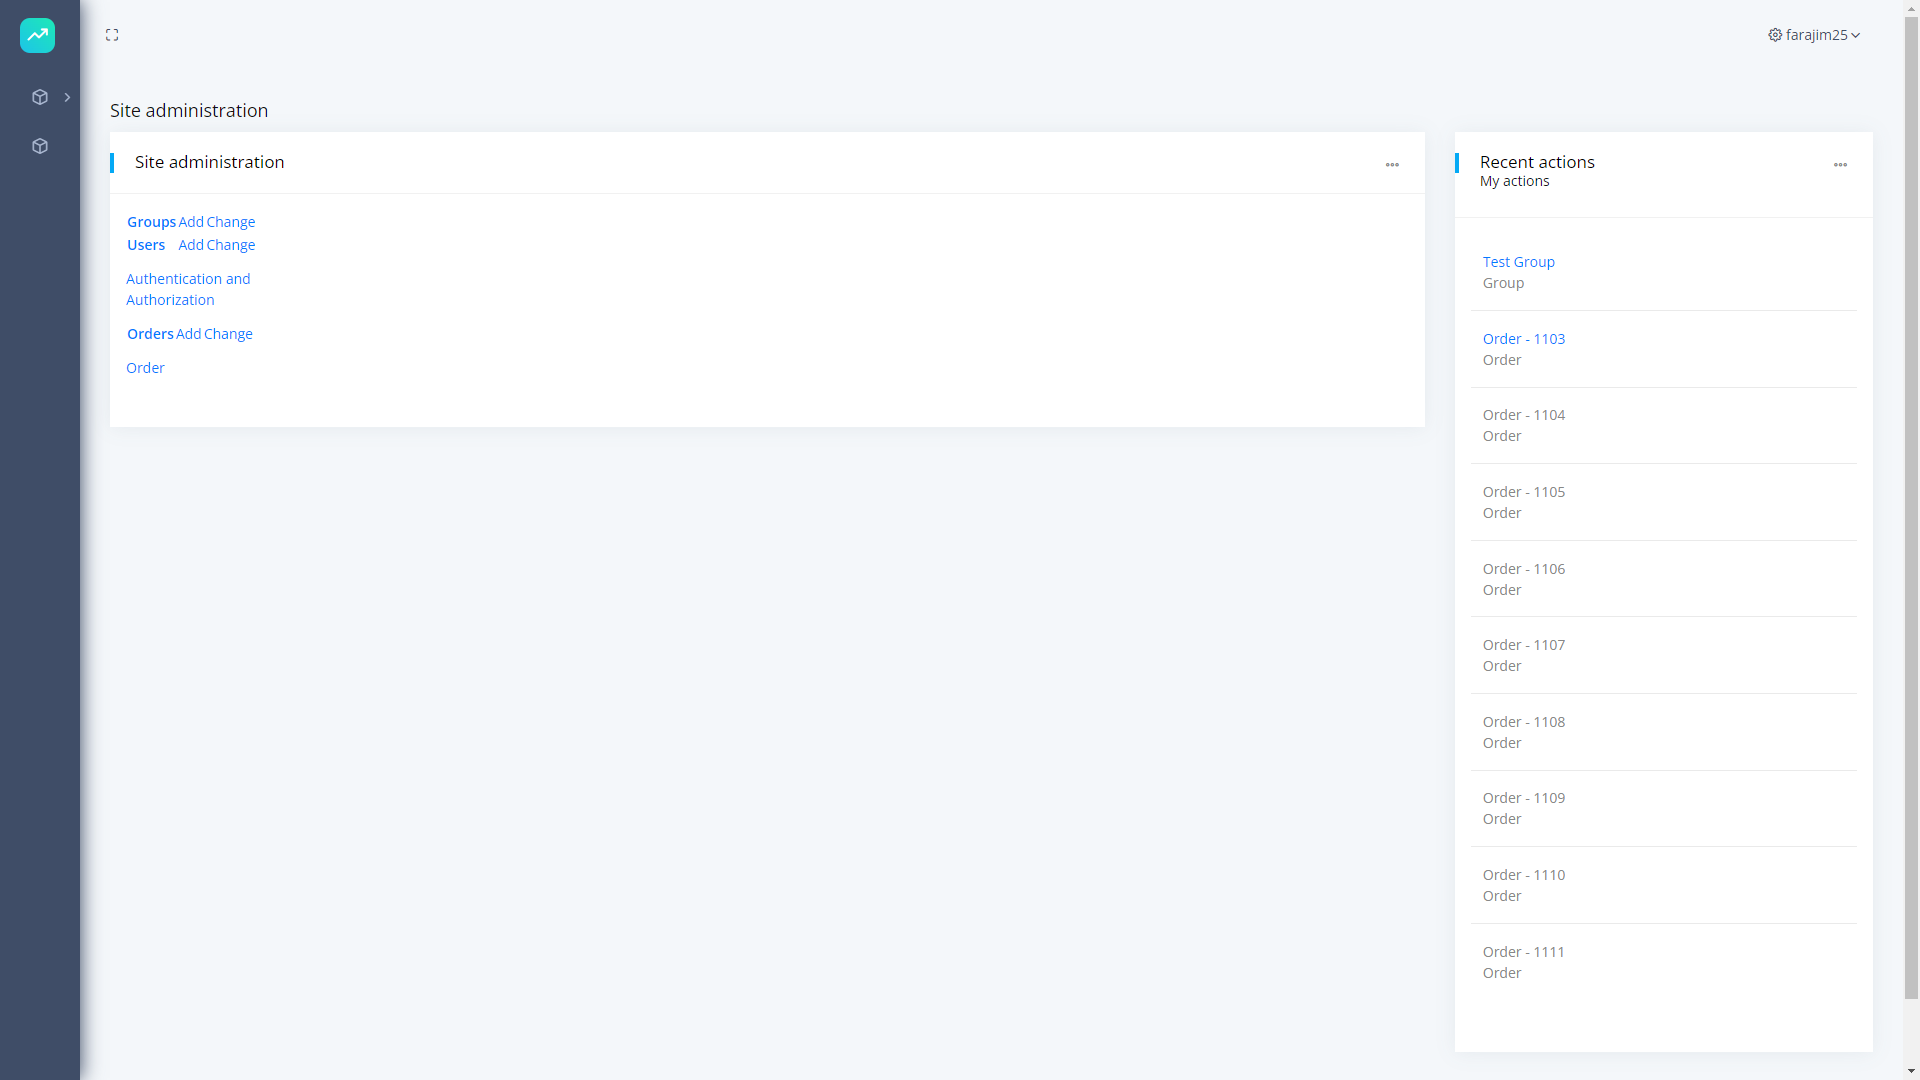 farajim25
Site administration
Site administration
Groups Add Change
Users Add Change
Authentication and
Authorization
Orders Add Change
Order
Recent actions
My actions
Test Group
Group
Order - 1103
Order
Order - 1104
Order
Order - 1105
Order
Order - 1106
Order
Order - 1107
Order
Order - 1108
Order
Order - 1109
Order
Order - 1110
Order
Order - 1111
Order